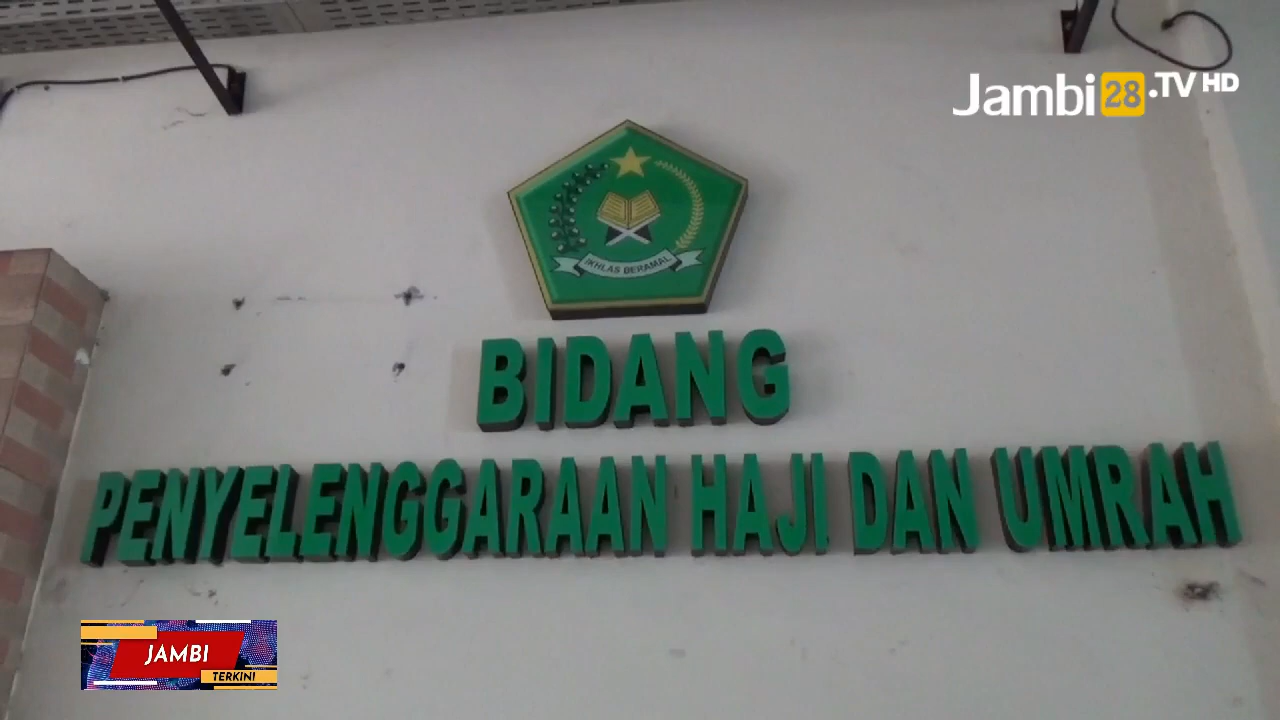 Jambi28.TV HD
IKHLAS BERAMAL
BIDANG
PENYELENGGARAAN HAJI DAN UMRAH
JAMBI
TERKINI